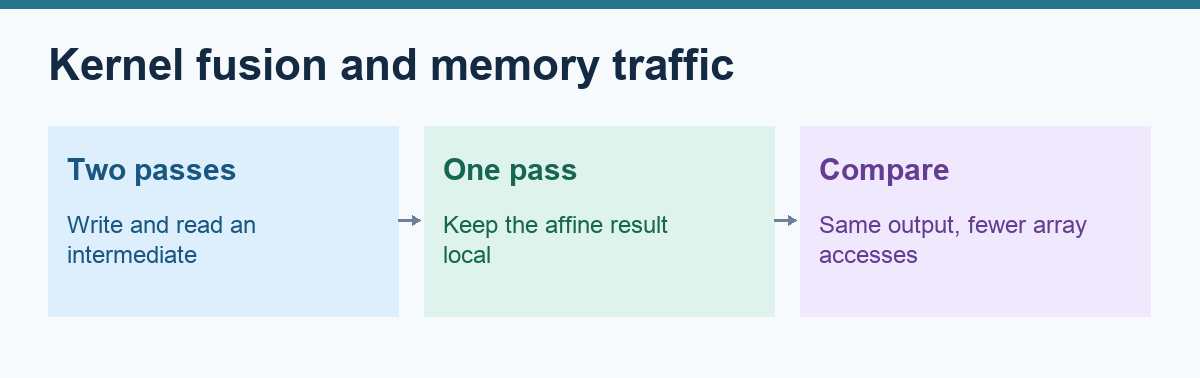 Kernel fusion and memory traffic
Two passes
Write and read an
intermediate
One pass
Keep the affine result
local
Compare
Same output, fewer array
accesses